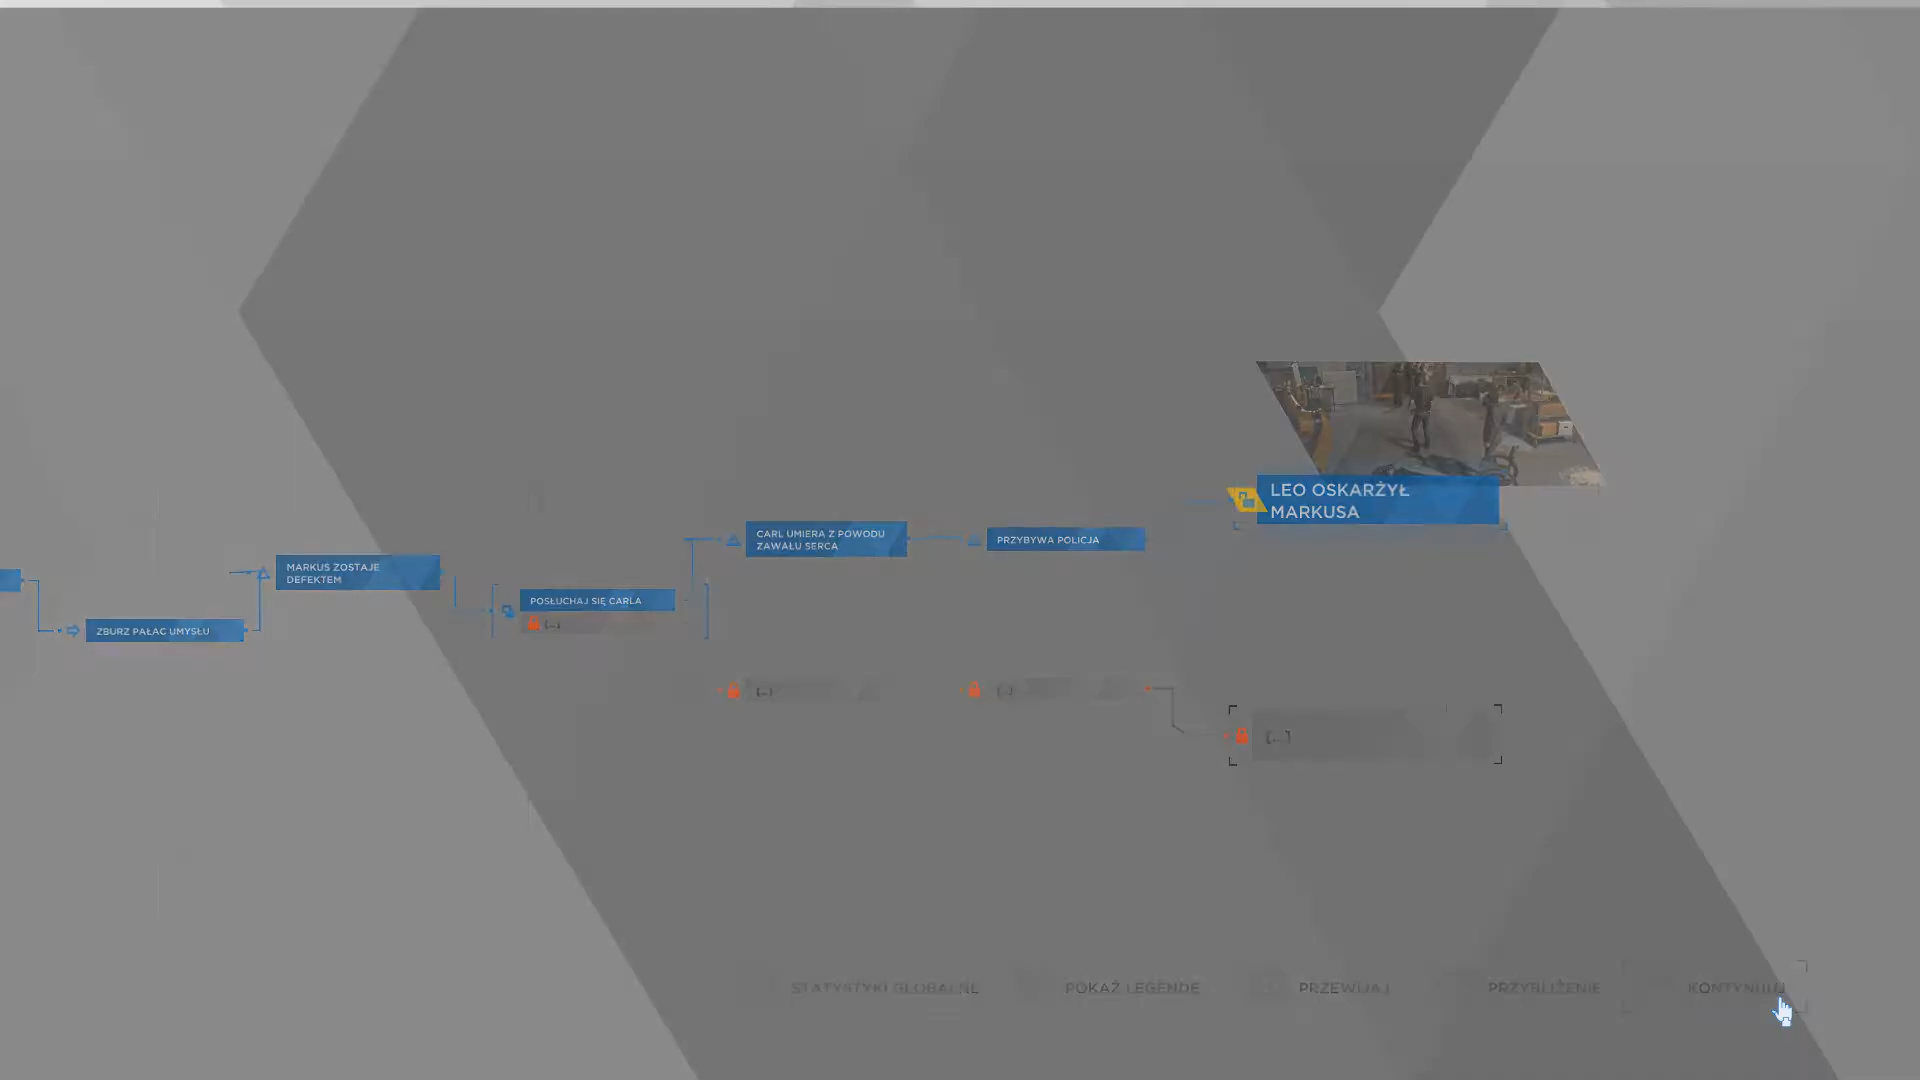 LEO OSKARŻYŁ
MARKUSA
CARL UMIERA Z POWODU
ZAWAŁU SERCA
PRZYBYWA POLICJA
MARKUS ZOSTAJE
DEFEKTEM
POSŁUCHAJ SIĘ CARLA
[...]
ZBURZ PAŁAC UMYSŁU
[...]
[...]
[...]
STATYSTYKI GLOBALNE
POKAŻ LEGENDĘ
PRZEWIJAJ
PRZYBLIŻENIE
KONTYNUUJ